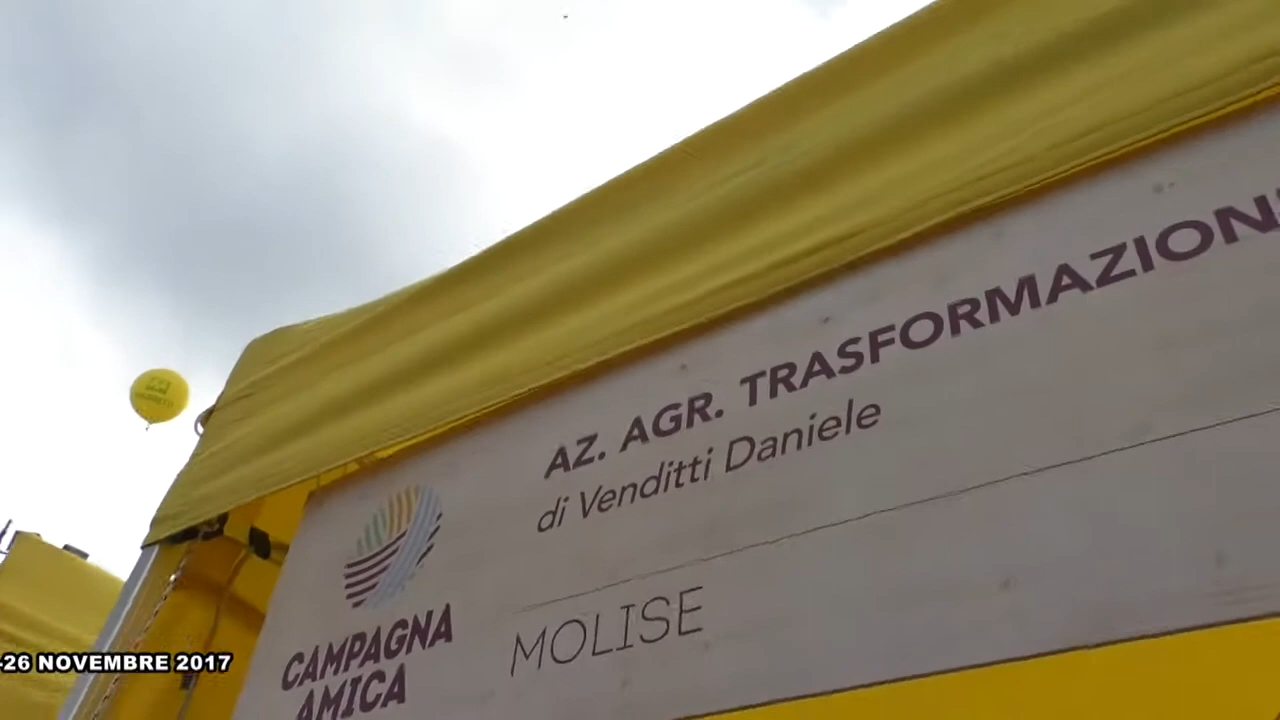 AZ. AGR. TRASFORMAZION
di Venditti Daniele
MOLISE
CAMPAGNA
AMICA
-26 NOVEMBRE 2017